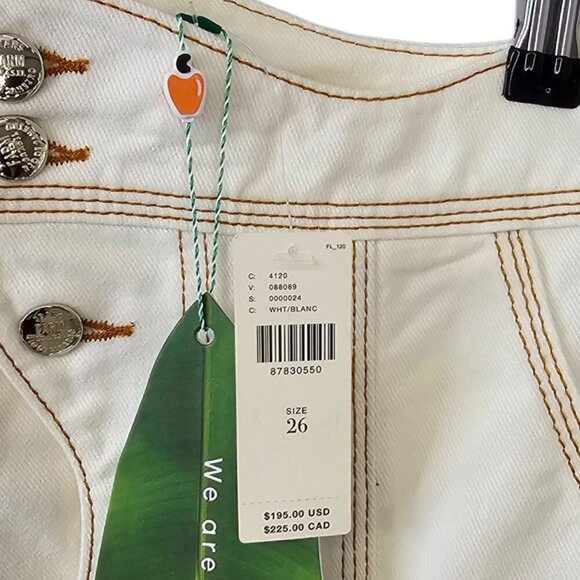 FL_120
C: 4120
V: 088089
S: 0000024
C: WHT/BLANC
87830550
SIZE
26
$195.00 USD
$225.00 CAD
We are